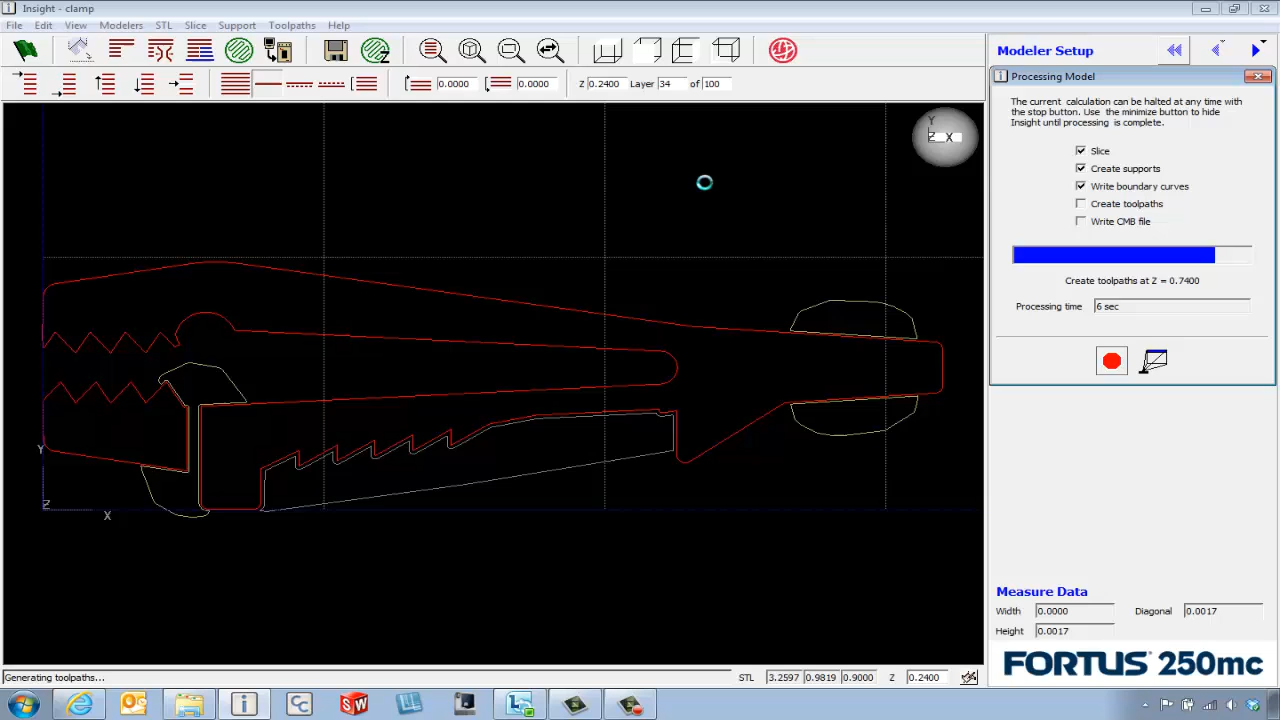 Insight - clamp
File Edit View Modelers STL Slice Support Toolpaths Help
0.0000 0.0000 Z 0.2400 Layer 34 of 100
Y
Z X
Y
Z
X
Modeler Setup
Processing Model
The current calculation can be halted at any time with
the stop button. Use the minimize button to hide
Insight until processing is complete.
Slice
Create supports
Write boundary curves
Create toolpaths
Write CMB file
Create toolpaths at Z = 0.7400
Processing time 6 sec
Measure Data
Width 0.0000 Diagonal 0.0017
Height 0.0017
FORTUS 250mc
Generating toolpaths... STL 3.2597 0.9819 0.9000 Z 0.2400